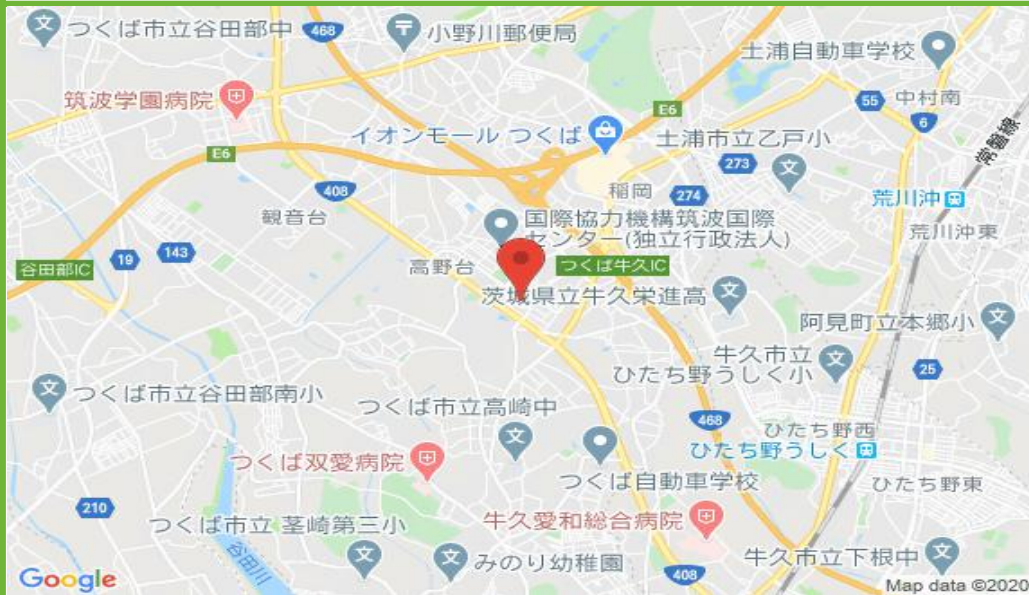 つくば市立谷田部中
468
小野川郵便局
土浦自動車学校
筑波学園病院
55
中村南
6
E6
イオンモール つくば
土浦市立乙戸小
常磐線
E6
273
408
稲岡
274
荒川沖
観音台
国際協力機構筑波国際
センター(独立行政法人)
荒川沖東
143
19
谷田部IC
高野台
つくば牛久IC
茨城県立牛久栄進高
阿見町立本郷小
牛久市立
ひたち野うしく小
25
つくば市立谷田部南小
つくば市立高崎中
468
ひたち野西
ひたち野うしく
つくば双愛病院
つくば自動車学校
ひたち野東
210
つくば市立 茎崎第三小
牛久愛和総合病院
谷田川
みのり幼稚園
牛久市立下根中
408
Google
Map data ©2020